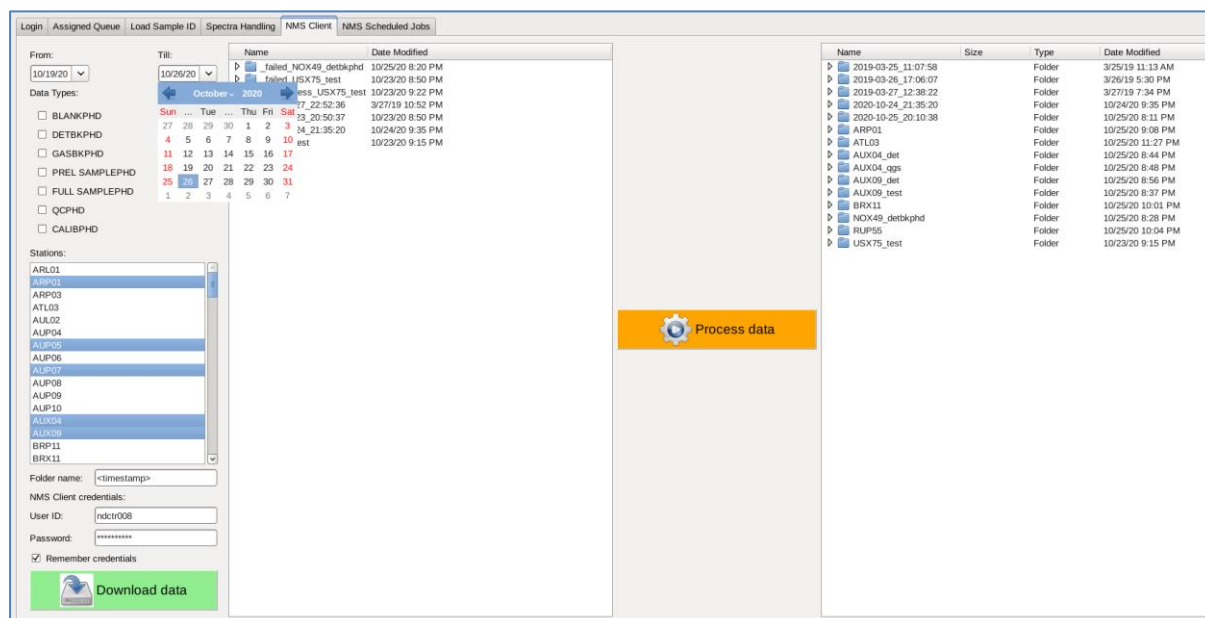 Login Assigned Queue Load Sample ID Spectra Handling NMS Client NMS Scheduled Jobs
From: Till:
10/19/20 10/26/20
Data Types:
BLANKPHD
DETBKPHD
GASBKPHD
PREL SAMPLEPHD
FULL SAMPLEPHD
QCPHD
CALIBPHD
October 2020
Sun ... Tue ... Thu Fri Sat
27 28 29 30 1 2 3
4 5 6 7 8 9 10
11 12 13 14 15 16 17
18 19 20 21 22 23 24
25 26 27 28 29 30 31
1 2 3 4 5 6 7
Stations:
ARL01
ARP01
ARP03
ATL03
AUL02
AUP04
AUP05
AUP06
AUP07
AUP08
AUP09
AUP10
AUX04
AUX09
BRP11
BRX11
Folder name: <timestamp>
NMS Client credentials:
User ID: ndctr008
Password: **********
Remember credentials
Download data
Name Date Modified
_failed_NOX49_detbkphd 10/25/20 8:20 PM
_failed_USX75_test 10/23/20 8:50 PM
ess_USX75_test 10/23/20 9:22 PM
27_22:52:36 3/27/19 10:52 PM
23_20:50:37 10/23/20 8:50 PM
24_21:35:20 10/24/20 9:35 PM
est 10/23/20 9:15 PM
Process data
Name Size Type Date Modified
2019-03-25_11:07:58 Folder 3/25/19 11:13 AM
2019-03-26_17:06:07 Folder 3/26/19 5:30 PM
2019-03-27_12:38:22 Folder 3/27/19 7:34 PM
2020-10-24_21:35:20 Folder 10/24/20 9:35 PM
2020-10-25_20:10:38 Folder 10/25/20 8:11 PM
ARP01 Folder 10/25/20 9:08 PM
ATL03 Folder 10/25/20 11:27 PM
AUX04_det Folder 10/25/20 8:44 PM
AUX04_qgs Folder 10/25/20 8:48 PM
AUX09_det Folder 10/25/20 8:56 PM
AUX09_test Folder 10/25/20 8:37 PM
BRX11 Folder 10/25/20 10:01 PM
NOX49_detbkphd Folder 10/25/20 8:28 PM
RUP55 Folder 10/25/20 10:04 PM
USX75_test Folder 10/23/20 9:15 PM